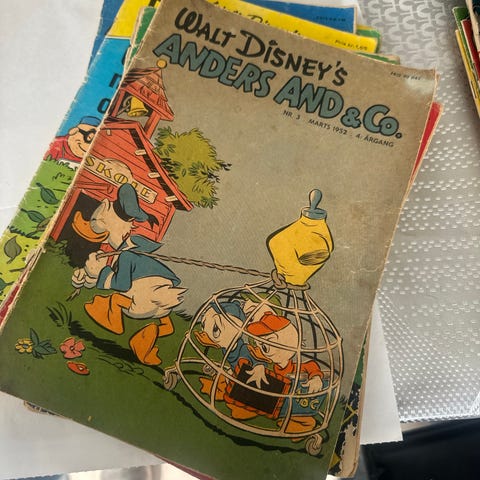 WALT DISNEY'S
ANDERS AND & Co.
NR. 3 · MARTS 1952 · 4. ÅRGANG
SKOLE